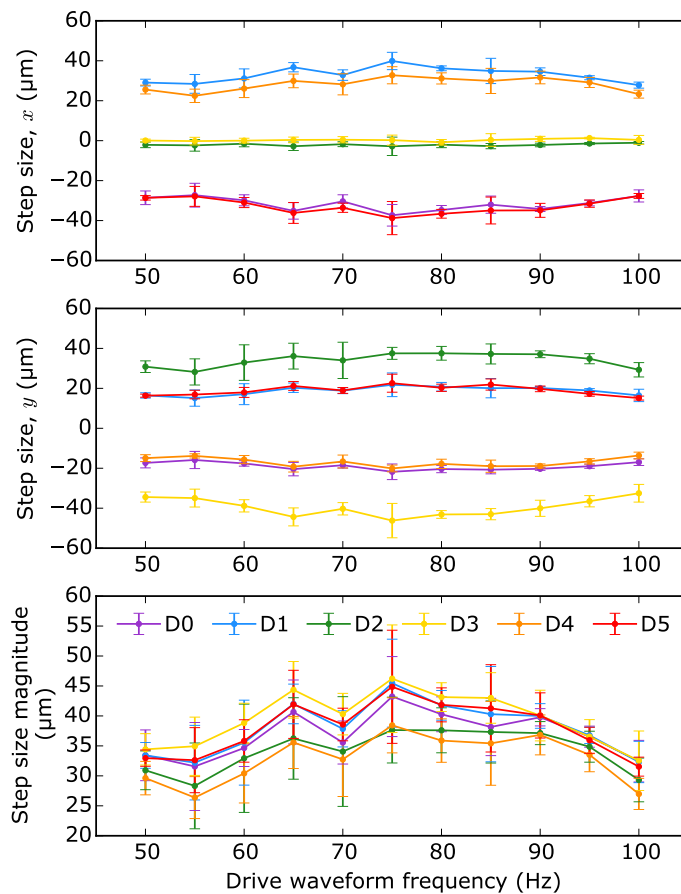 60
40
20
0
−20
−40
−60
Step size, x (μm)
50 60 70 80 90 100
60
40
20
0
−20
−40
−60
Step size, y (μm)
50 60 70 80 90 100
60
55
50
45
40
35
30
25
20
Step size magnitude
(μm)
D0 D1 D2 D3 D4 D5
50 60 70 80 90 100
Drive waveform frequency (Hz)